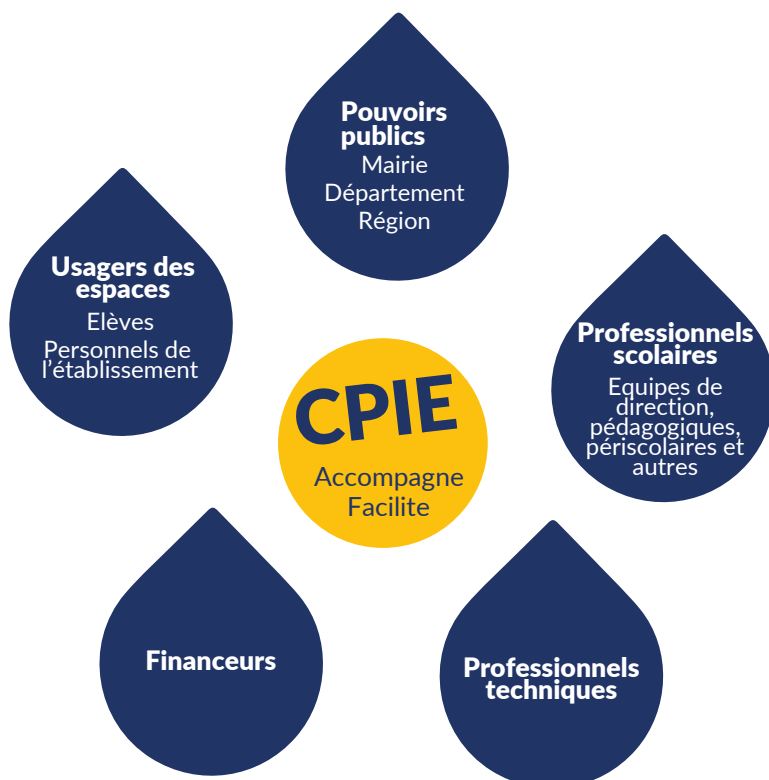 Pouvoirs
publics
Mairie
Département
Région
Usagers des
espaces
Elèves
Personnels de
l'établissement
Professionnels
scolaires
Equipes de
direction,
pédagogiques,
périscolaires et
autres
CPIE
Accompagne
Facilite
Financeurs
Professionnels
techniques